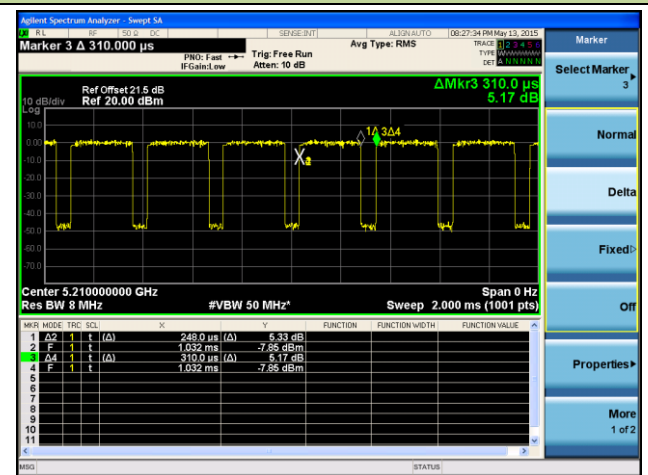 Agilent Spectrum Analyzer - Swept SA
RL RF 50 Ω DC SENSE:INT ALIGN AUTO 08:27:34 PM May 13, 2015
Marker 3 Δ 310.000 µs Avg Type: RMS TRACE 1 2 3 4 5 6
PNO: Fast Trig: Free Run TYPE
IFGain:Low Atten: 10 dB DET A N N N N N
Marker
Select Marker
3
Normal
Delta
Fixed
Off
Properties
More
1 of 2
ΔMkr3 310.0 µs
5.17 dB
Ref Offset 21.5 dB
10 dB/div Ref 20.00 dBm
Log
10.0
0.00
-10.0
-20.0
-30.0
-40.0
-50.0
-60.0
-70.0
1Δ 3Δ4
X 2
Center 5.210000000 GHz Span 0 Hz
Res BW 8 MHz #VBW 50 MHz* Sweep 2.000 ms (1001 pts)
MKR MODE TRC SCL X Y FUNCTION FUNCTION WIDTH FUNCTION VALUE
1 Δ2 1 t (Δ) 248.0 µs (Δ) 5.33 dB
2 F 1 t 1.032 ms -7.85 dBm
3 Δ4 1 t (Δ) 310.0 µs (Δ) 5.17 dB
4 F 1 t 1.032 ms -7.85 dBm
5
6
7
8
9
10
11
MSG STATUS